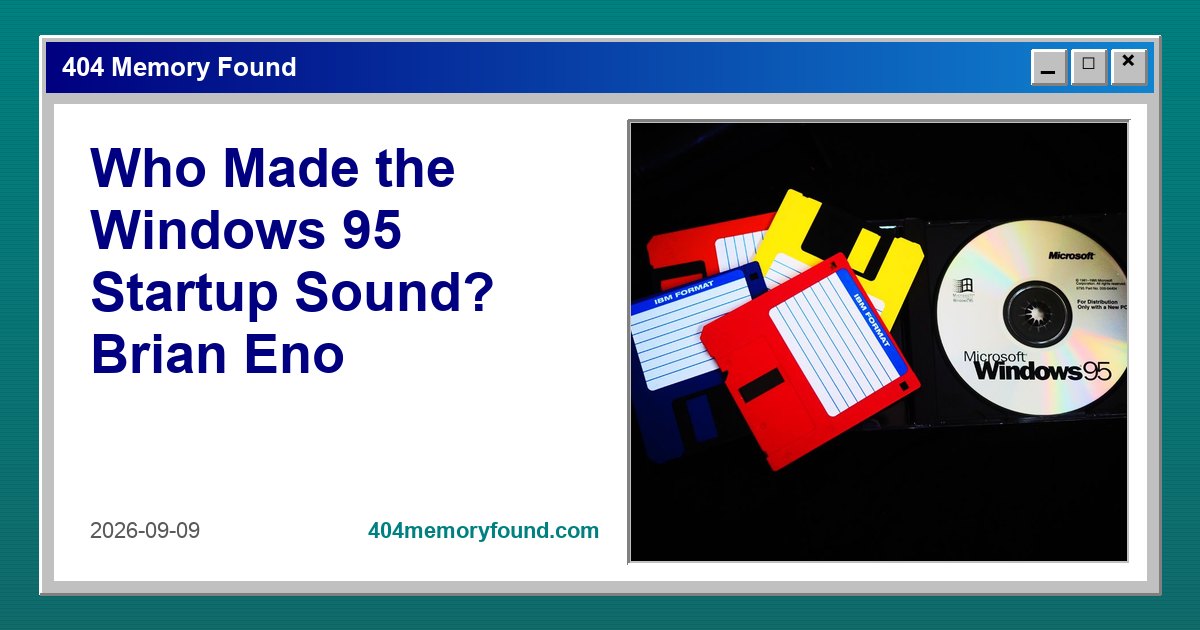 404 Memory Found
Who Made the
Windows 95
Startup Sound?
Brian Eno
2026-09-09
404memoryfound.com
IBM FORMAT
IBM FORMAT
Microsoft
For Distribution
Only with a New PC
Microsoft
Windows95